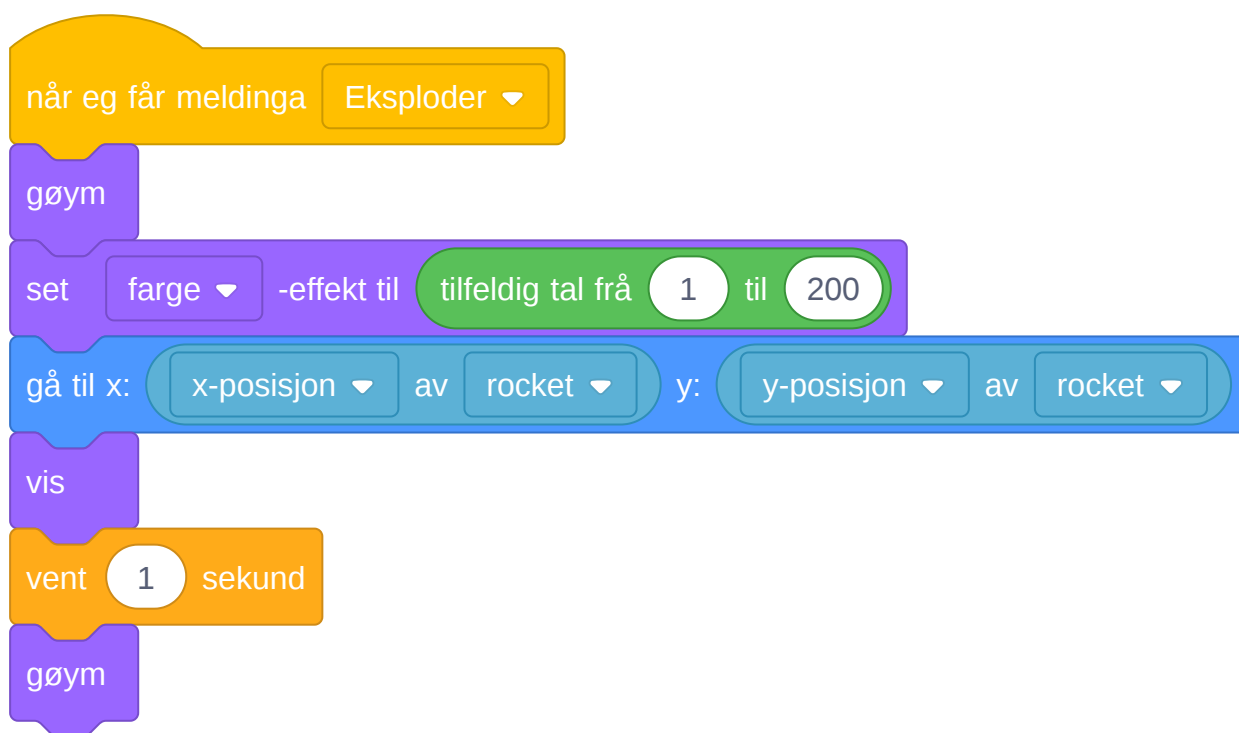 når eg får meldinga Eksploder
gøym
set farge -effekt til tilfeldig tal frå 1 til 200
gå til x: x-posisjon av rocket y: y-posisjon av rocket
vis
vent 1 sekund
gøym